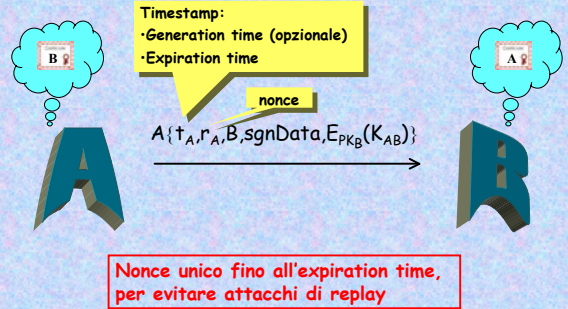 Timestamp:
•Generation time (opzionale)
•Expiration time
B
A
nonce
A{tA,rA,B,sgnData,EPKB(KAB)}
A
B
Nonce unico fino all'expiration time,
per evitare attacchi di replay